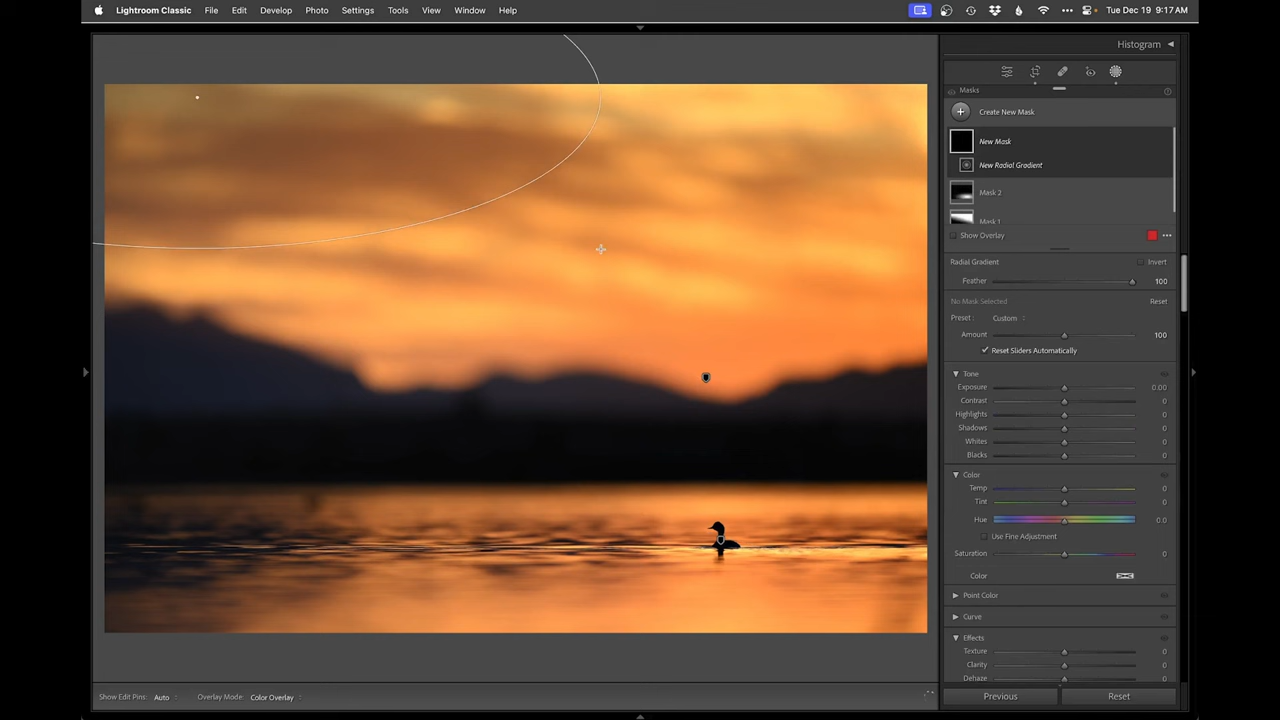 Lightroom Classic File Edit Develop Photo Settings Tools View Window Help Tue Dec 19 9:17 AM
Histogram
Masks
Create New Mask
New Mask
New Radial Gradient
Mask 2
Mask 1
Show Overlay
Radial Gradient Invert
Feather 100
No Mask Selected Reset
Preset : Custom
Amount 100
Reset Sliders Automatically
Tone
Exposure 0.00
Contrast 0
Highlights 0
Shadows 0
Whites 0
Blacks 0
Color
Temp 0
Tint 0
Hue 0.0
Use Fine Adjustment
Saturation 0
Color
Point Color
Curve
Effects
Texture 0
Clarity 0
Dehaze 0
Show Edit Pins: Auto Overlay Mode: Color Overlay
Previous Reset